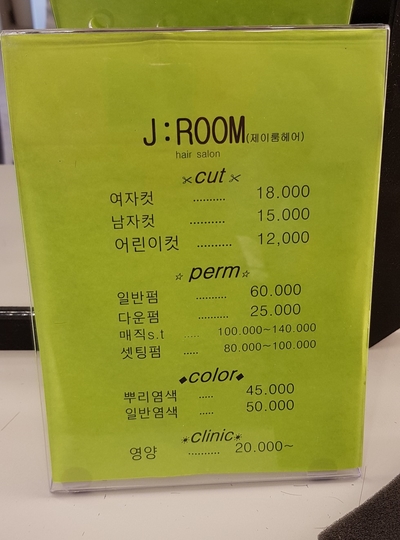 J:ROOM(제이룸헤어)
hair salon
cut
여자컷 .......... 18.000
남자컷 .......... 15.000
어린이컷 .......... 12,000
☆ perm ☆
일반펌 .......... 60.000
다운펌 .......... 25.000
매직s.t ..... 100.000~140.000
셋팅펌 ..... 80.000~100.000
◆color◆
뿌리염색 ..... 45.000
일반염색 ..... 50.000
*clinic*
영양 .......... 20.000~